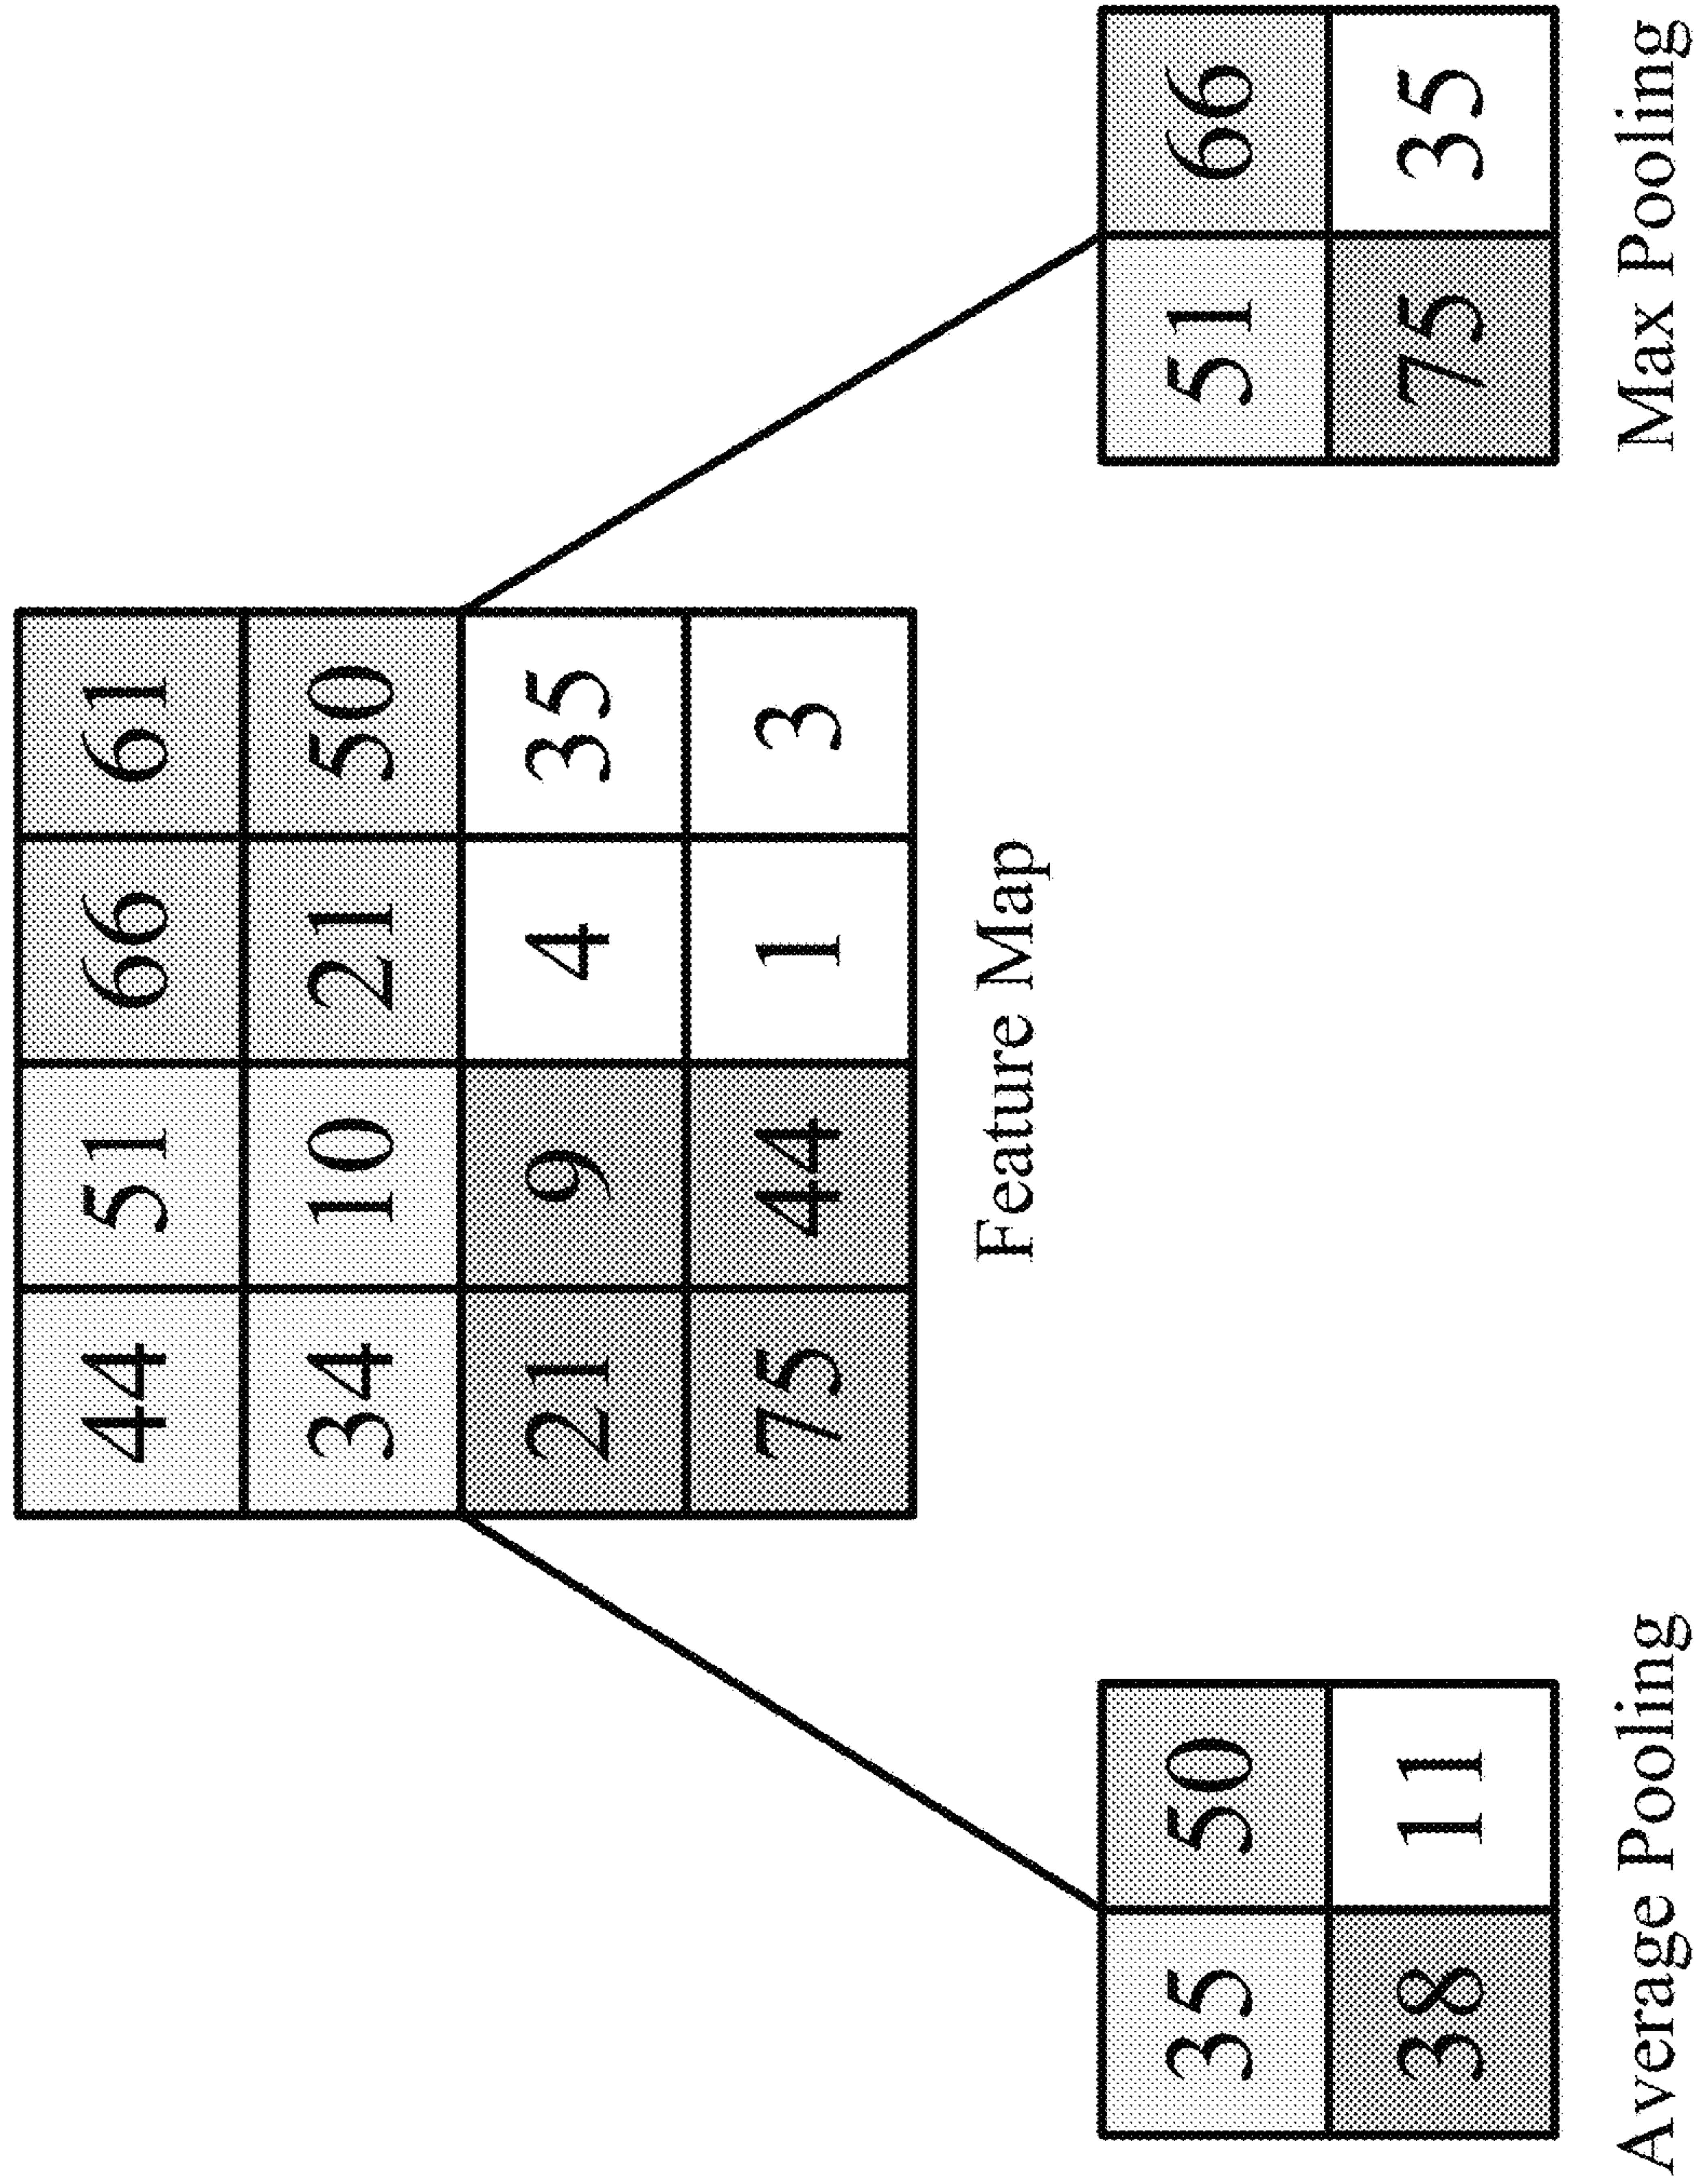 44 51 66 61
34 10 21 50
21 9 4 35
75 44 1 3
Feature Map
35 50
38 11
Average Pooling
51 66
75 35
Max Pooling